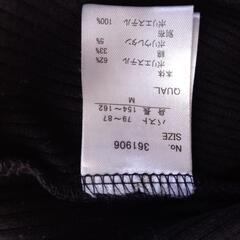 No. 361906
SIZE
バスト 79～87
身長 154～162
M
QUAL
本体
ポリエステル 62%
綿 33%
ポリウレタン 5%
別布
ポリエステル 100%